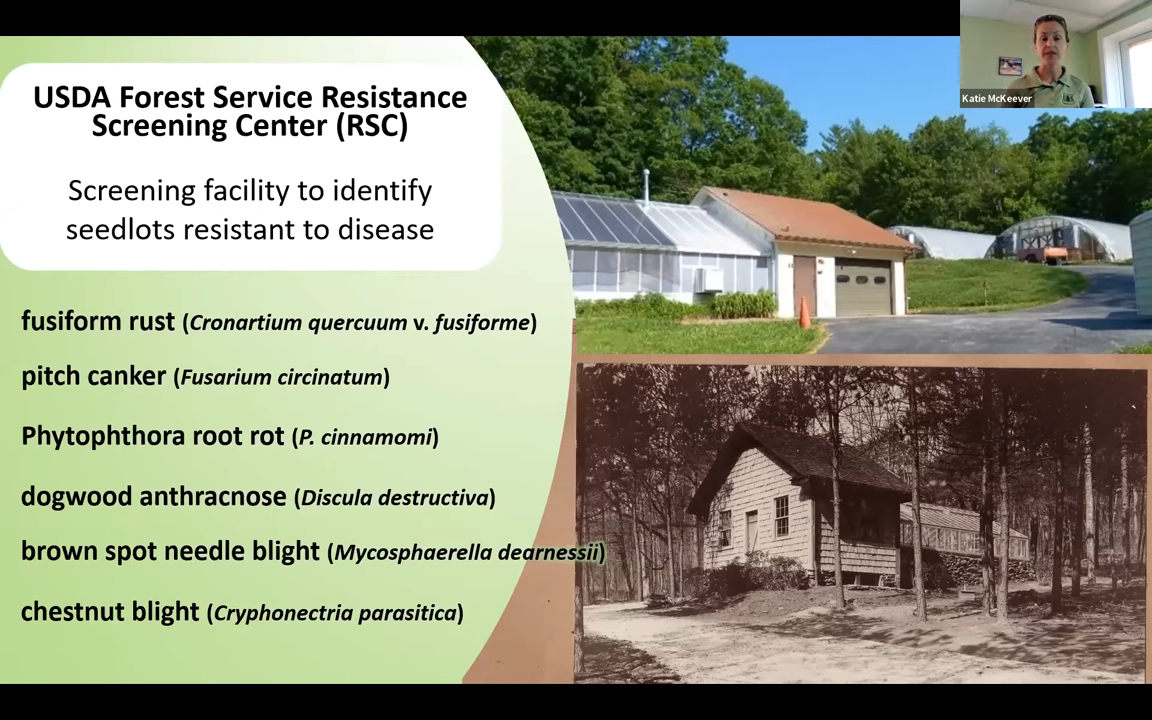 USDA Forest Service Resistance
Screening Center (RSC)
Screening facility to identify
seedlots resistant to disease
fusiform rust (Cronartium quercuum v. fusiforme)
pitch canker (Fusarium circinatum)
Phytophthora root rot (P. cinnamomi)
dogwood anthracnose (Discula destructiva)
brown spot needle blight (Mycosphaerella dearnessii)
chestnut blight (Cryphonectria parasitica)
Katie McKeever